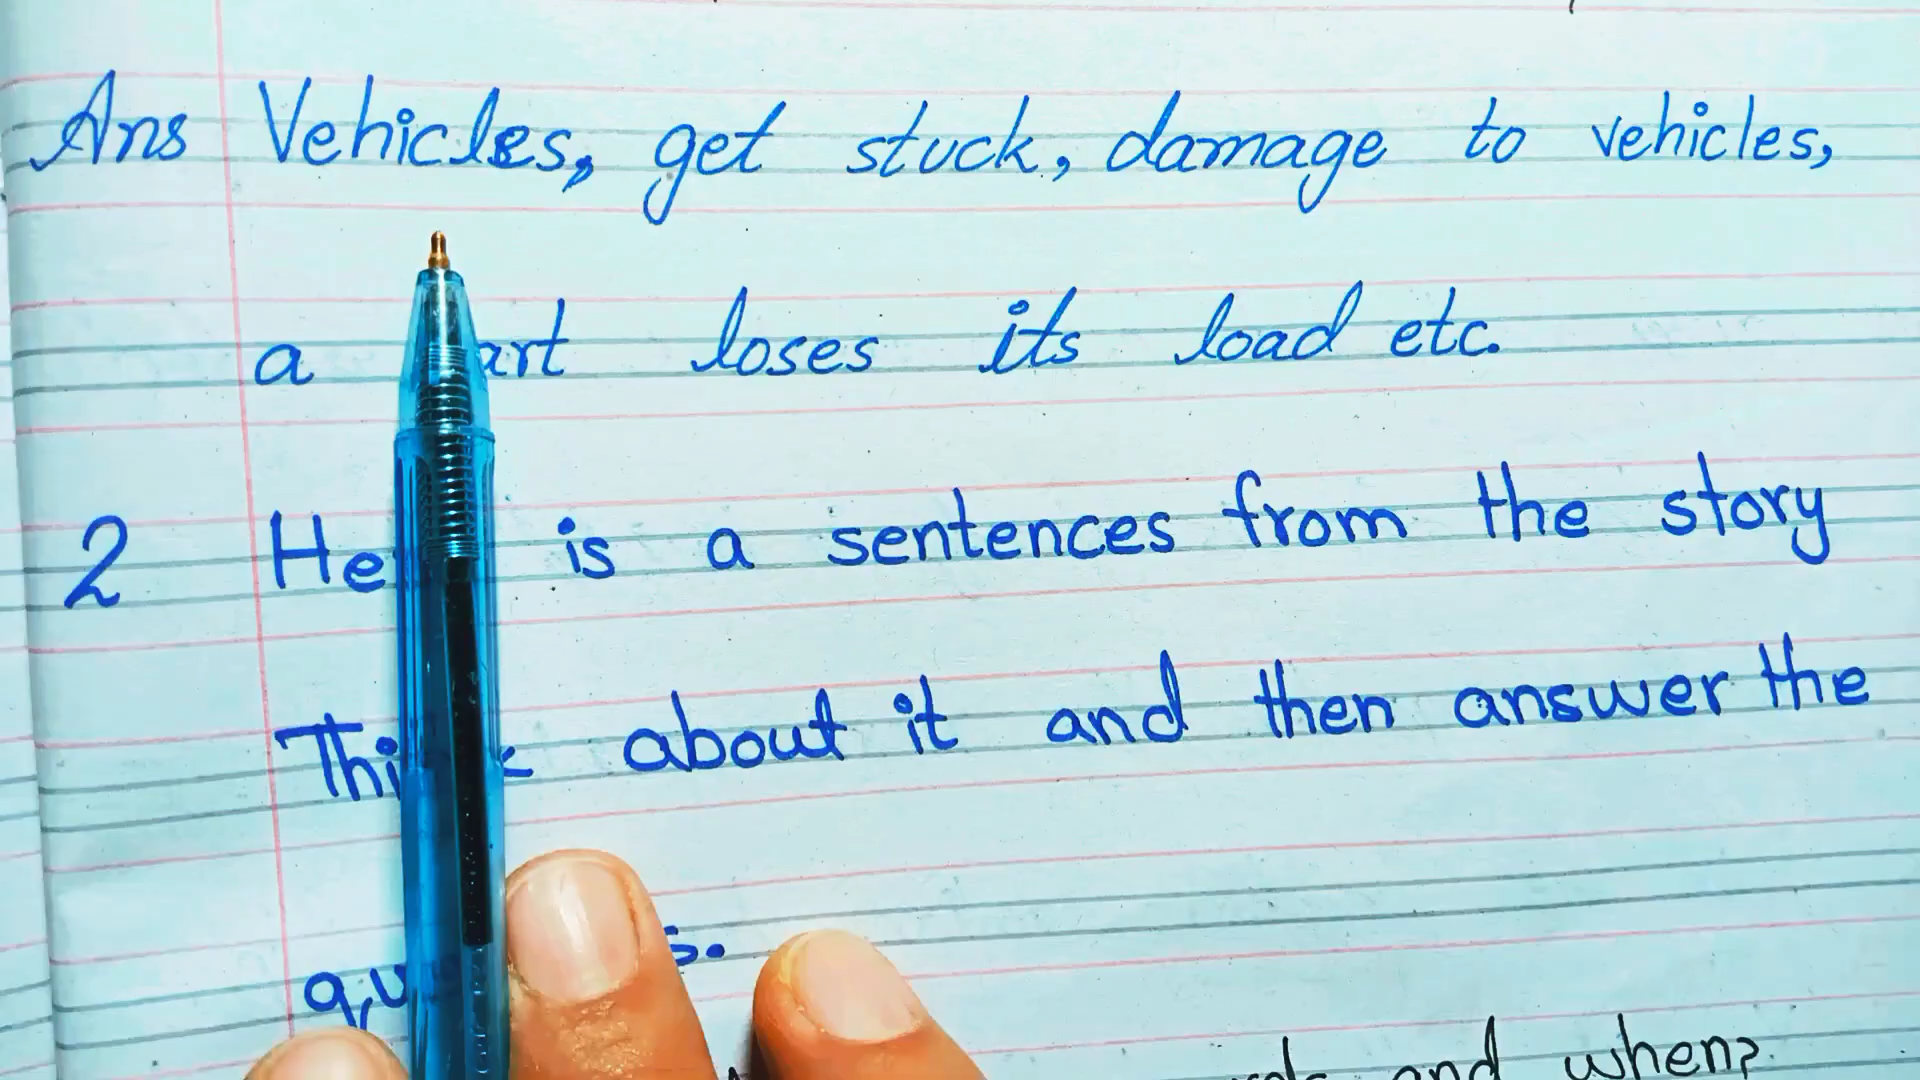 Ans Vehicles, get stuck, damage to vehicles,
a loses its load etc.
2 is a sentences from the story
about it and then answer the
and when?